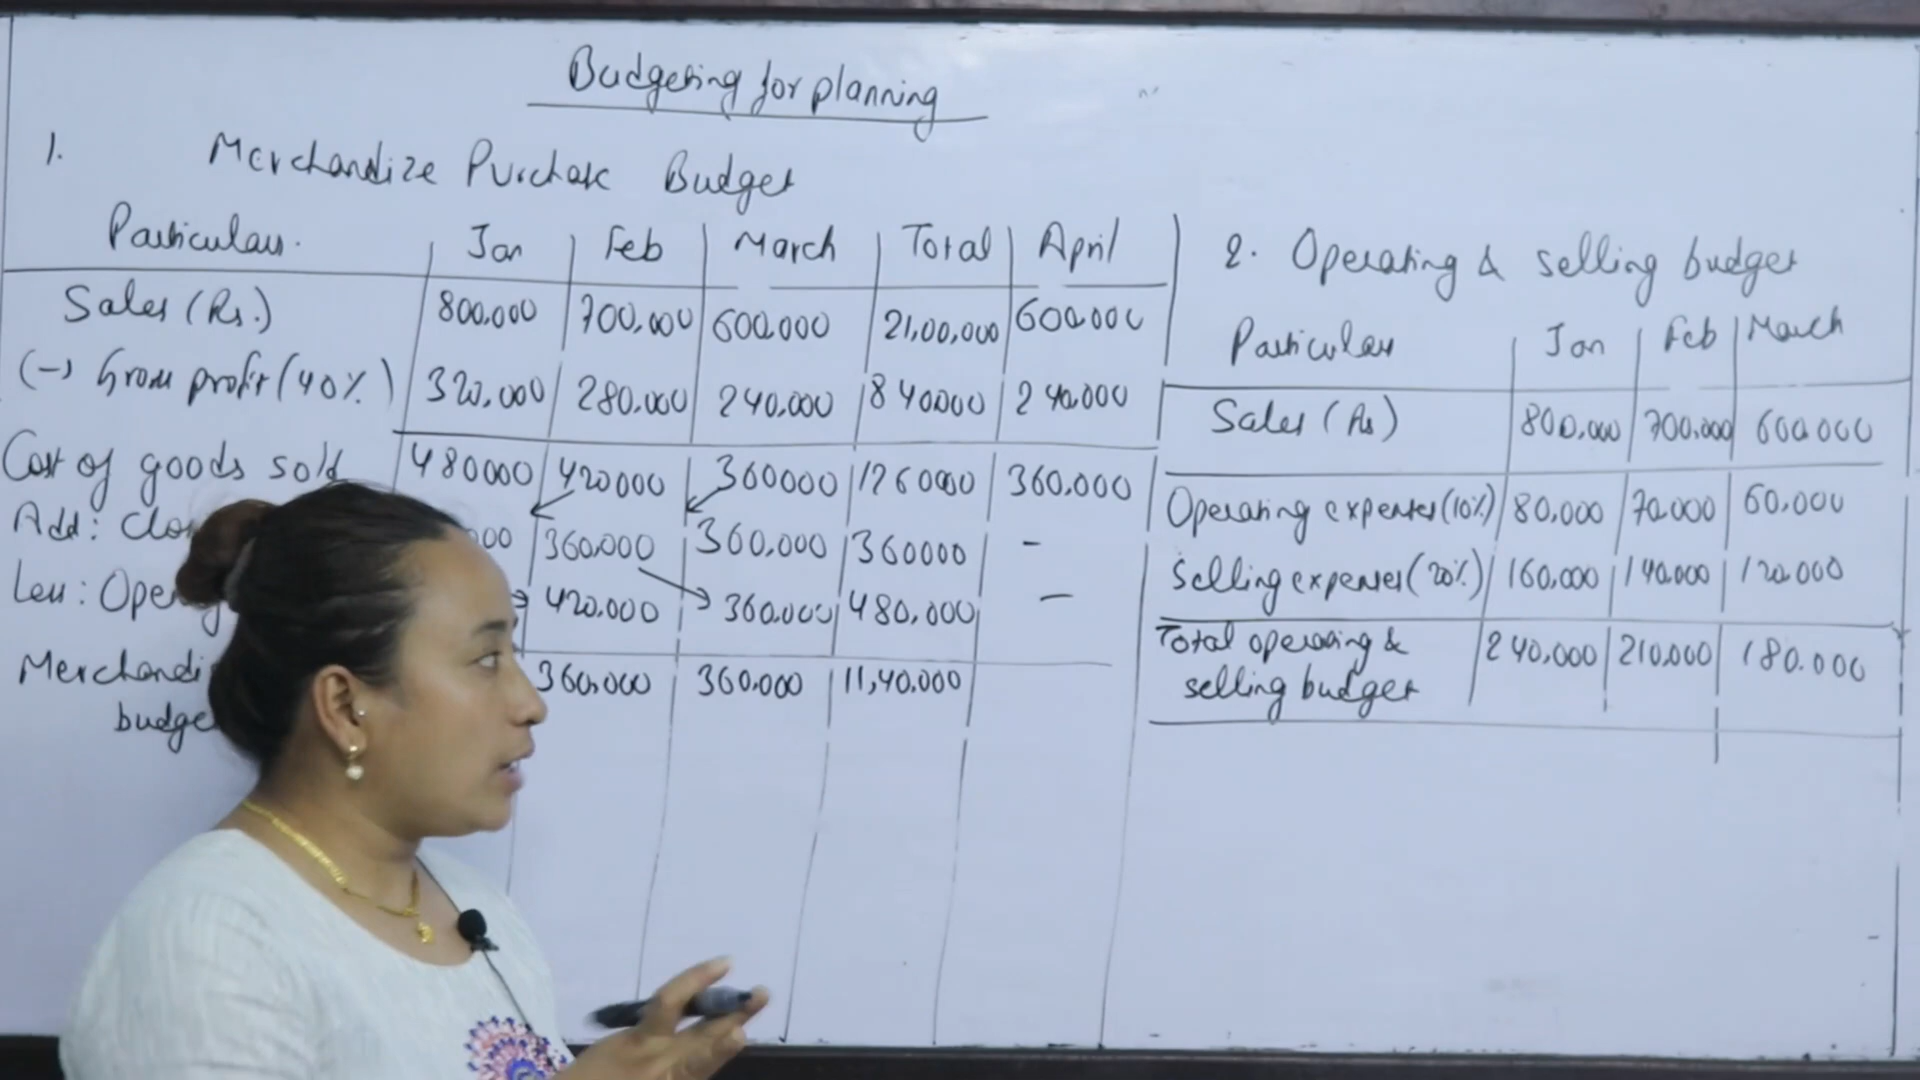 Budgeting for planning
1. Merchandize Purchase Budget
Particulars. Jan Feb March Total April
Sales (Rs.) 800,000 700,000 600,000 21,00,000 600,000
(-) Gross profit (40%) 320,000 280,000 240,000 840000 240,000
Cost of goods sold 480000 420000 360000 1260000 360,000
Add: 360,000 360,000 360000 -
Less: 420,000 360,000 480,000 -
360,000 360,000 11,40,000
2. Operating & selling budget
Particulars Jan Feb March
Sales (Rs) 800,000 700,000 600,000
Operating expenses (10%) 80,000 70,000 60,000
Selling expenses (20%) 160,000 140,000 120,000
Total operating &
selling budget 240,000 210,000 180,000